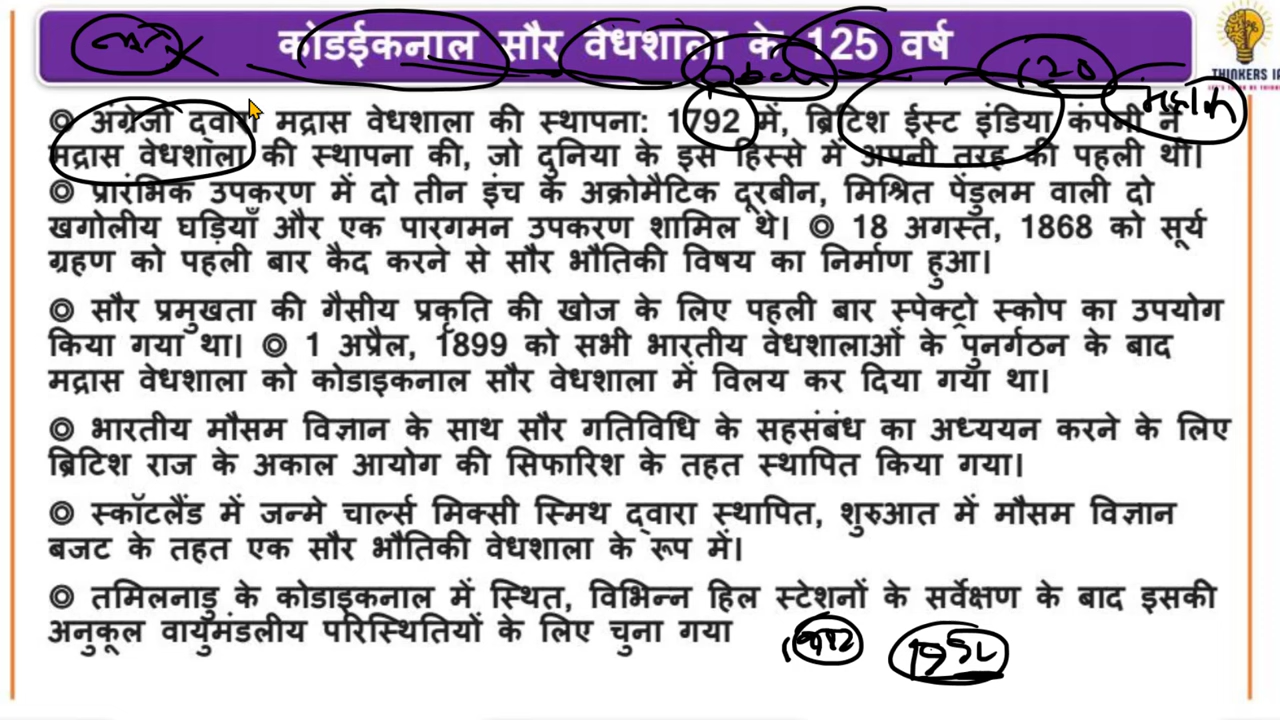 कोडईकनाल सौर वेधशाला के 125 वर्ष
THINKERS IA
◎ अंग्रेजों द्वारा मद्रास वेधशाला की स्थापना: 1792 में, ब्रिटिश ईस्ट इंडिया कंपनी ने
मद्रास वेधशाला की स्थापना की, जो दुनिया के इस हिस्से में अपनी तरह की पहली थी।
◎ प्रारंभिक उपकरण में दो तीन इंच के अक्रोमैटिक दूरबीन, मिश्रित पेंडुलम वाली दो
खगोलीय घड़ियाँ और एक पारगमन उपकरण शामिल थे। ◎ 18 अगस्त, 1868 को सूर्य
ग्रहण को पहली बार कैद करने से सौर भौतिकी विषय का निर्माण हुआ।
◎ सौर प्रमुखता की गैसीय प्रकृति की खोज के लिए पहली बार स्पेक्ट्रो स्कोप का उपयोग
किया गया था। ◎ 1 अप्रैल, 1899 को सभी भारतीय वेधशालाओं के पुनर्गठन के बाद
मद्रास वेधशाला को कोडाइकनाल सौर वेधशाला में विलय कर दिया गया था।
◎ भारतीय मौसम विज्ञान के साथ सौर गतिविधि के सहसंबंध का अध्ययन करने के लिए
ब्रिटिश राज के अकाल आयोग की सिफारिश के तहत स्थापित किया गया।
◎ स्कॉटलैंड में जन्मे चार्ल्स मिक्सी स्मिथ द्वारा स्थापित, शुरुआत में मौसम विज्ञान
बजट के तहत एक सौर भौतिकी वेधशाला के रूप में।
◎ तमिलनाडु के कोडाइकनाल में स्थित, विभिन्न हिल स्टेशनों के सर्वेक्षण के बाद इसकी
अनुकूल वायुमंडलीय परिस्थितियों के लिए चुना गया